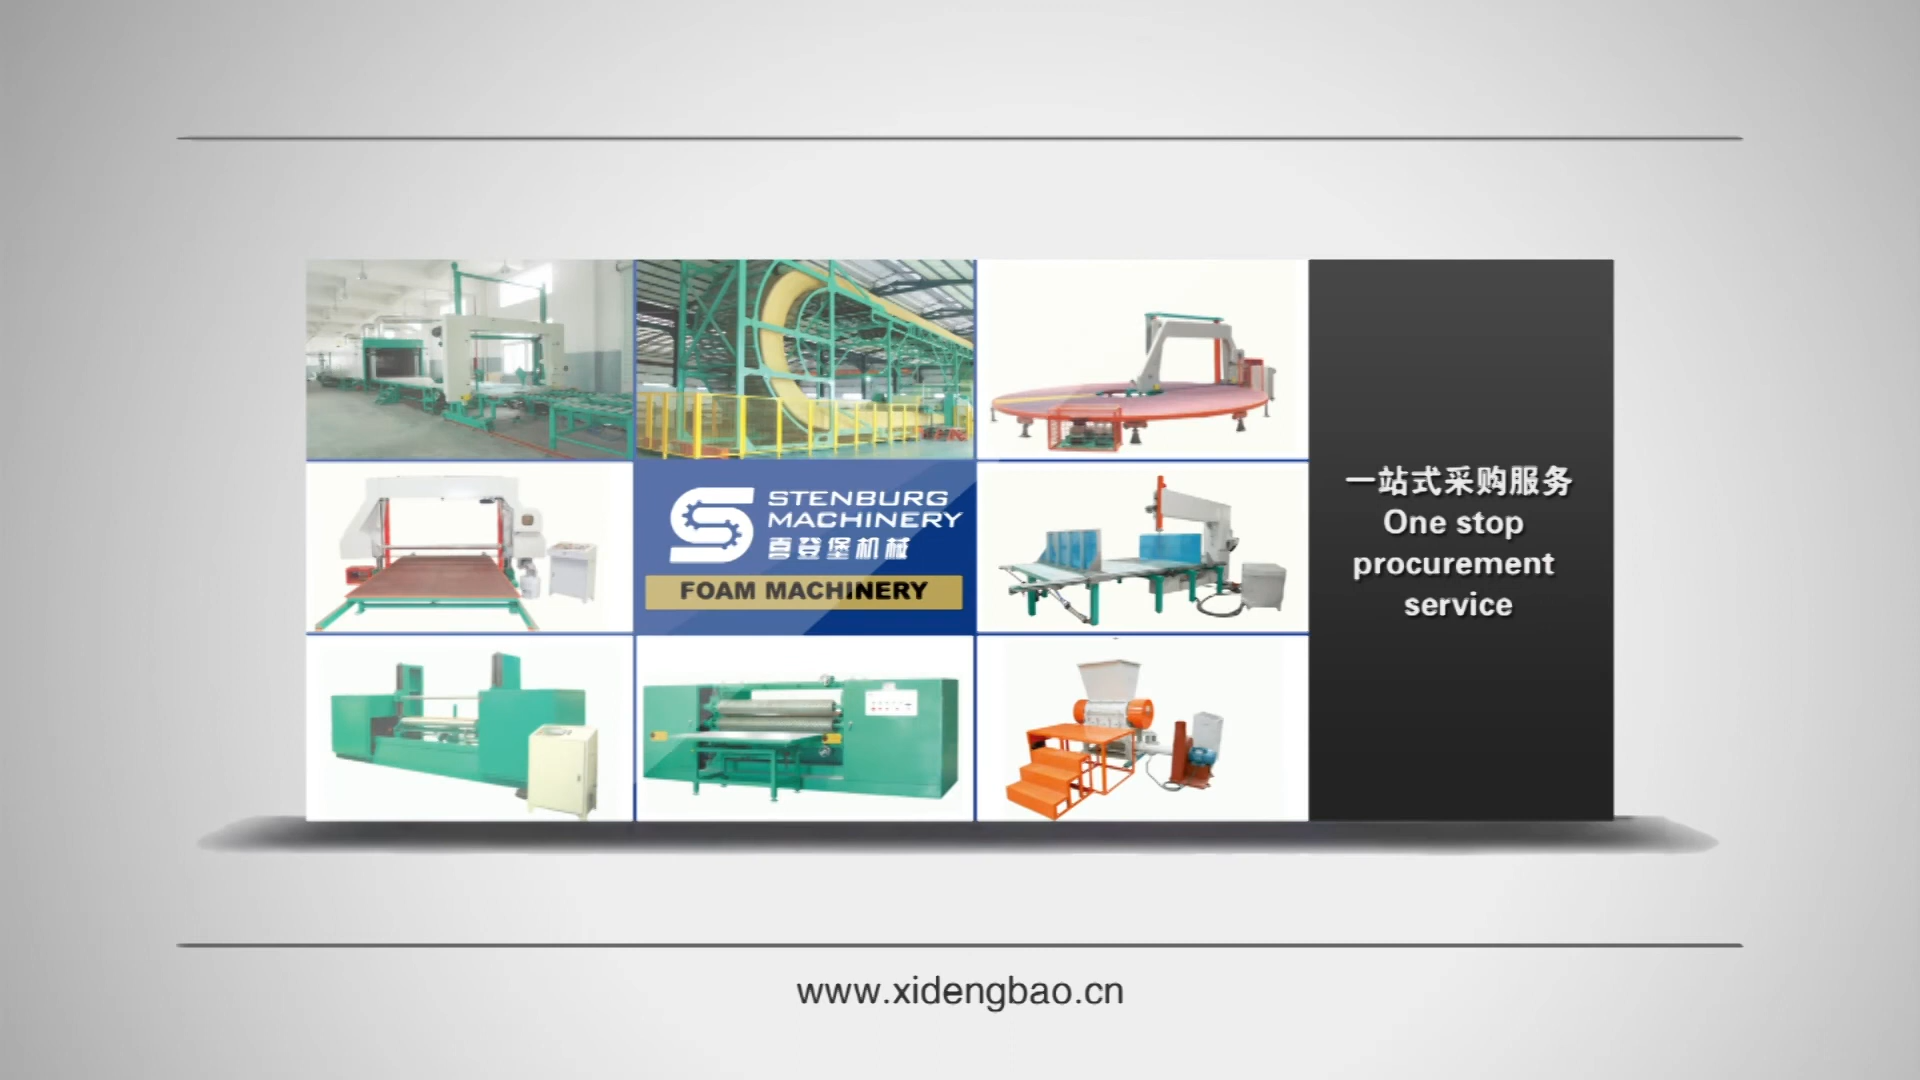 STENBURG
MACHINERY
喜登堡机械
FOAM MACHINERY
一站式采购服务
One stop
procurement
service
www.xidengbao.cn